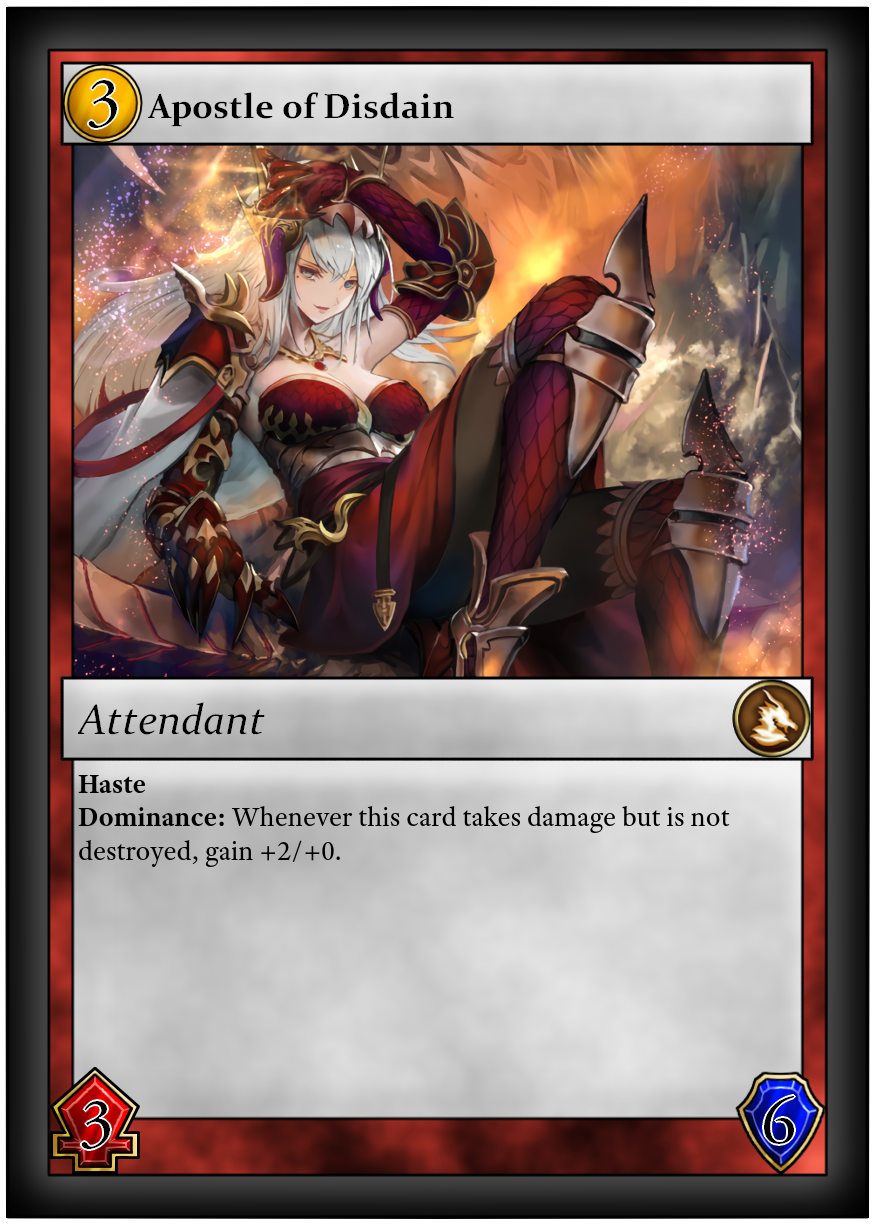 3 Apostle of Disdain
Attendant
Haste
Dominance: Whenever this card takes damage but is not
destroyed, gain +2/+0.
3
6